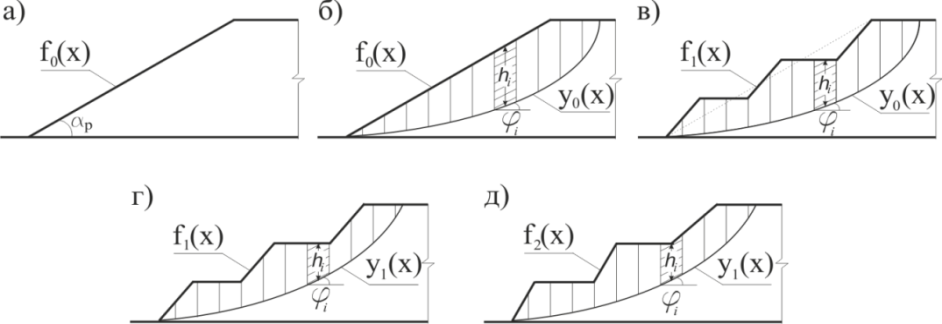 а)
f₀(x)
αₚ
б)
f₀(x)
hᵢ
y₀(x)
φᵢ
в)
f₁(x)
hᵢ
y₀(x)
φᵢ
г)
f₁(x)
hᵢ
y₁(x)
φᵢ
д)
f₂(x)
hᵢ
y₁(x)
φᵢ